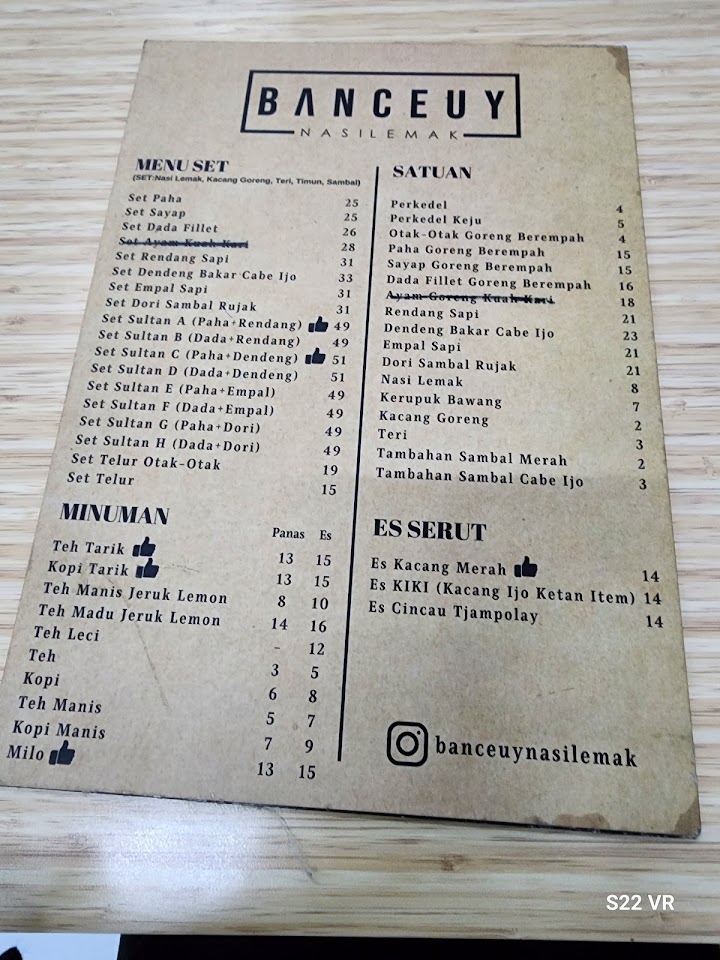 BANCEUY
NASILEMAK
MENU SET
(SET:Nasi Lemak, Kacang Goreng, Teri, Timun, Sambal)
Set Paha 25
Set Sayap 25
Set Dada Fillet 26
Set Ayam Kuah Kari 28
Set Rendang Sapi 31
Set Dendeng Bakar Cabe Ijo 33
Set Empal Sapi 31
Set Dori Sambal Rujak 31
Set Sultan A (Paha+Rendang) 49
Set Sultan B (Dada+Rendang) 49
Set Sultan C (Paha+Dendeng) 51
Set Sultan D (Dada+Dendeng) 51
Set Sultan E (Paha+Empal) 49
Set Sultan F (Dada+Empal) 49
Set Sultan G (Paha+Dori) 49
Set Sultan H (Dada+Dori) 49
Set Telur Otak-Otak 19
Set Telur 15
MINUMAN
Panas Es
Teh Tarik 13 15
Kopi Tarik 13 15
Teh Manis Jeruk Lemon 8 10
Teh Madu Jeruk Lemon 14 16
Teh Leci - 12
Teh 3 5
Kopi 6 8
Teh Manis 5 7
Kopi Manis 7 9
Milo 13 15
SATUAN
Perkedel 4
Perkedel Keju 5
Otak-Otak Goreng Berempah 4
Paha Goreng Berempah 15
Sayap Goreng Berempah 15
Dada Fillet Goreng Berempah 16
Ayam Goreng Kuah Kari 18
Rendang Sapi 21
Dendeng Bakar Cabe Ijo 23
Empal Sapi 21
Dori Sambal Rujak 21
Nasi Lemak 8
Kerupuk Bawang 7
Kacang Goreng 2
Teri 3
Tambahan Sambal Merah 2
Tambahan Sambal Cabe Ijo 3
ES SERUT
Es Kacang Merah 14
Es KIKI (Kacang Ijo Ketan Item) 14
Es Cincau Tjampolay 14
banceuynasilemak
S22 VR